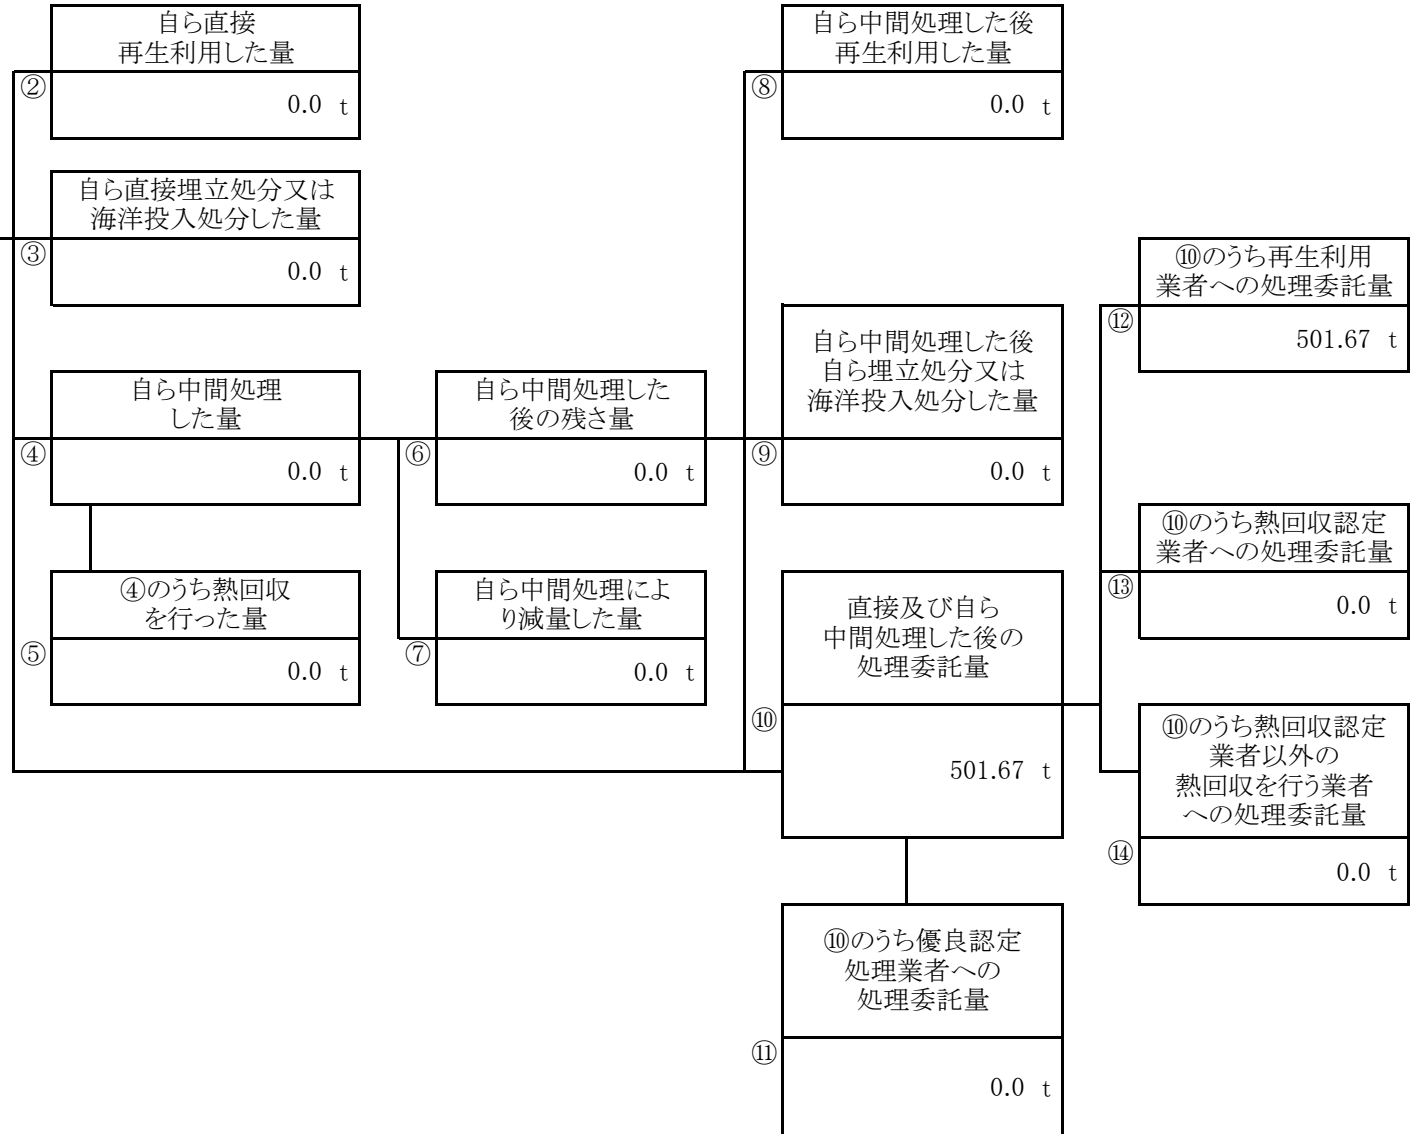 自ら直接
再生利用した量
②
0.0 t
自ら直接埋立処分又は
海洋投入処分した量
③
0.0 t
自ら中間処理
した量
④
0.0 t
④のうち熱回収
を行った量
⑤
0.0 t
自ら中間処理した
後の残さ量
⑥
0.0 t
自ら中間処理によ
り減量した量
⑦
0.0 t
自ら中間処理した後
再生利用した量
⑧
0.0 t
自ら中間処理した後
自ら埋立処分又は
海洋投入処分した量
⑨
0.0 t
直接及び自ら
中間処理した後の
処理委託量
⑩
501.67 t
⑩のうち優良認定
処理業者への
処理委託量
⑪
0.0 t
⑩のうち再生利用
業者への処理委託量
⑫
501.67 t
⑩のうち熱回収認定
業者への処理委託量
⑬
0.0 t
⑩のうち熱回収認定
業者以外の
熱回収を行う業者
への処理委託量
⑭
0.0 t